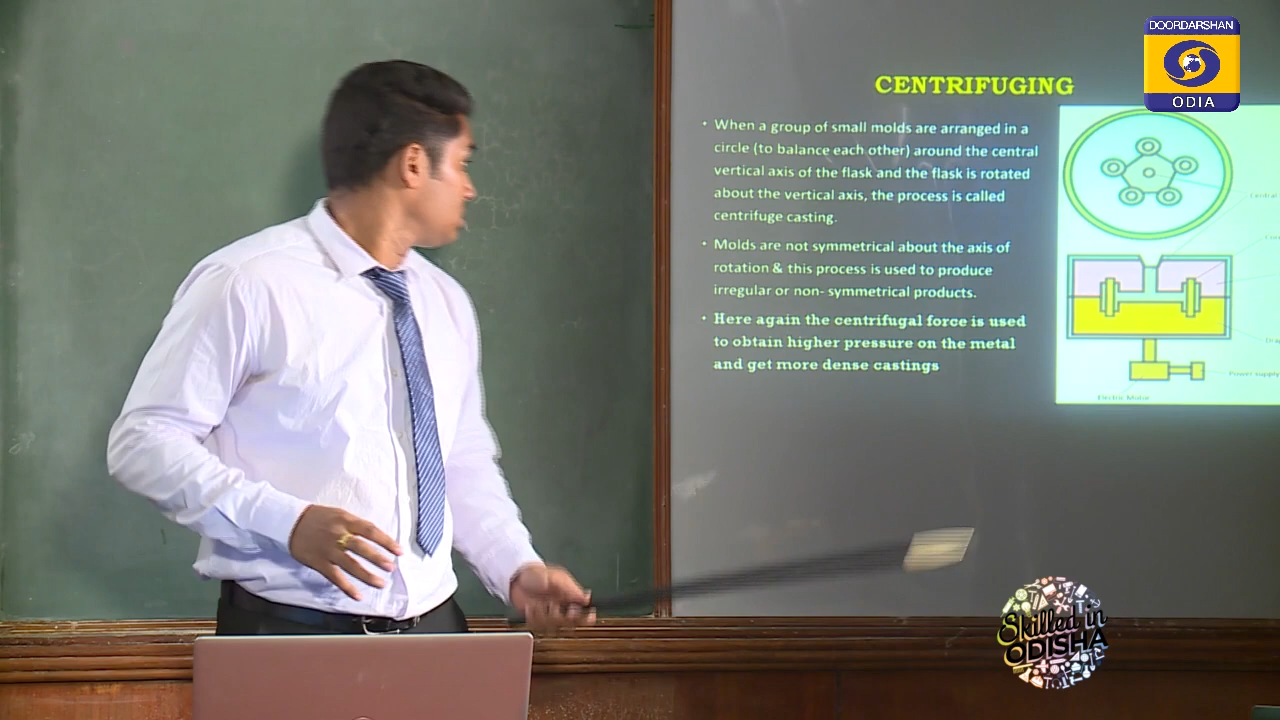 DOORDARSHAN
ODIA
CENTRIFUGING
• When a group of small molds are arranged in a
circle (to balance each other) around the central
vertical axis of the flask and the flask is rotated
about the vertical axis, the process is called
centrifuge casting.
• Molds are not symmetrical about the axis of
rotation & this process is used to produce
irregular or non- symmetrical products.
• Here again the centrifugal force is used
to obtain higher pressure on the metal
and get more dense castings
Central
Power supply
Electric Motor
Skilled in
ODISHA